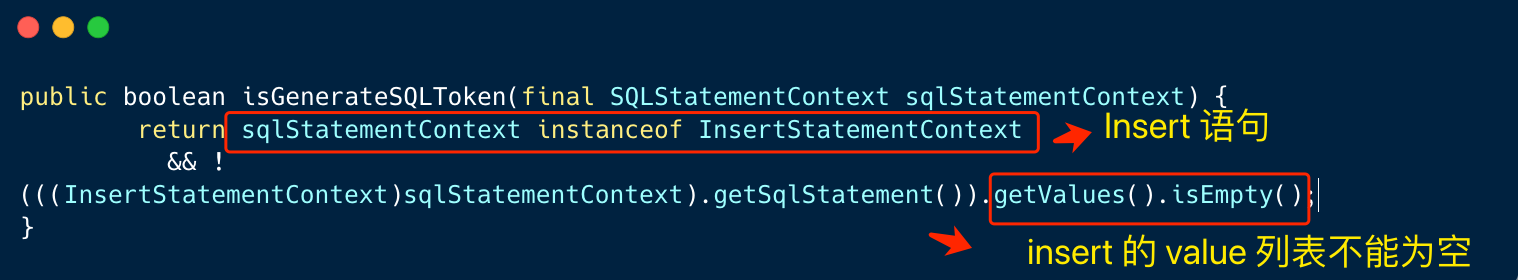 public boolean isGenerateSQLToken(final SQLStatementContext sqlStatementContext) {
return sqlStatementContext instanceof InsertStatementContext
Insert 语句
&& !
(((InsertStatementContext)sqlStatementContext).getSqlStatement()).getValues().isEmpty();
}
insert 的 value 列表不能为空